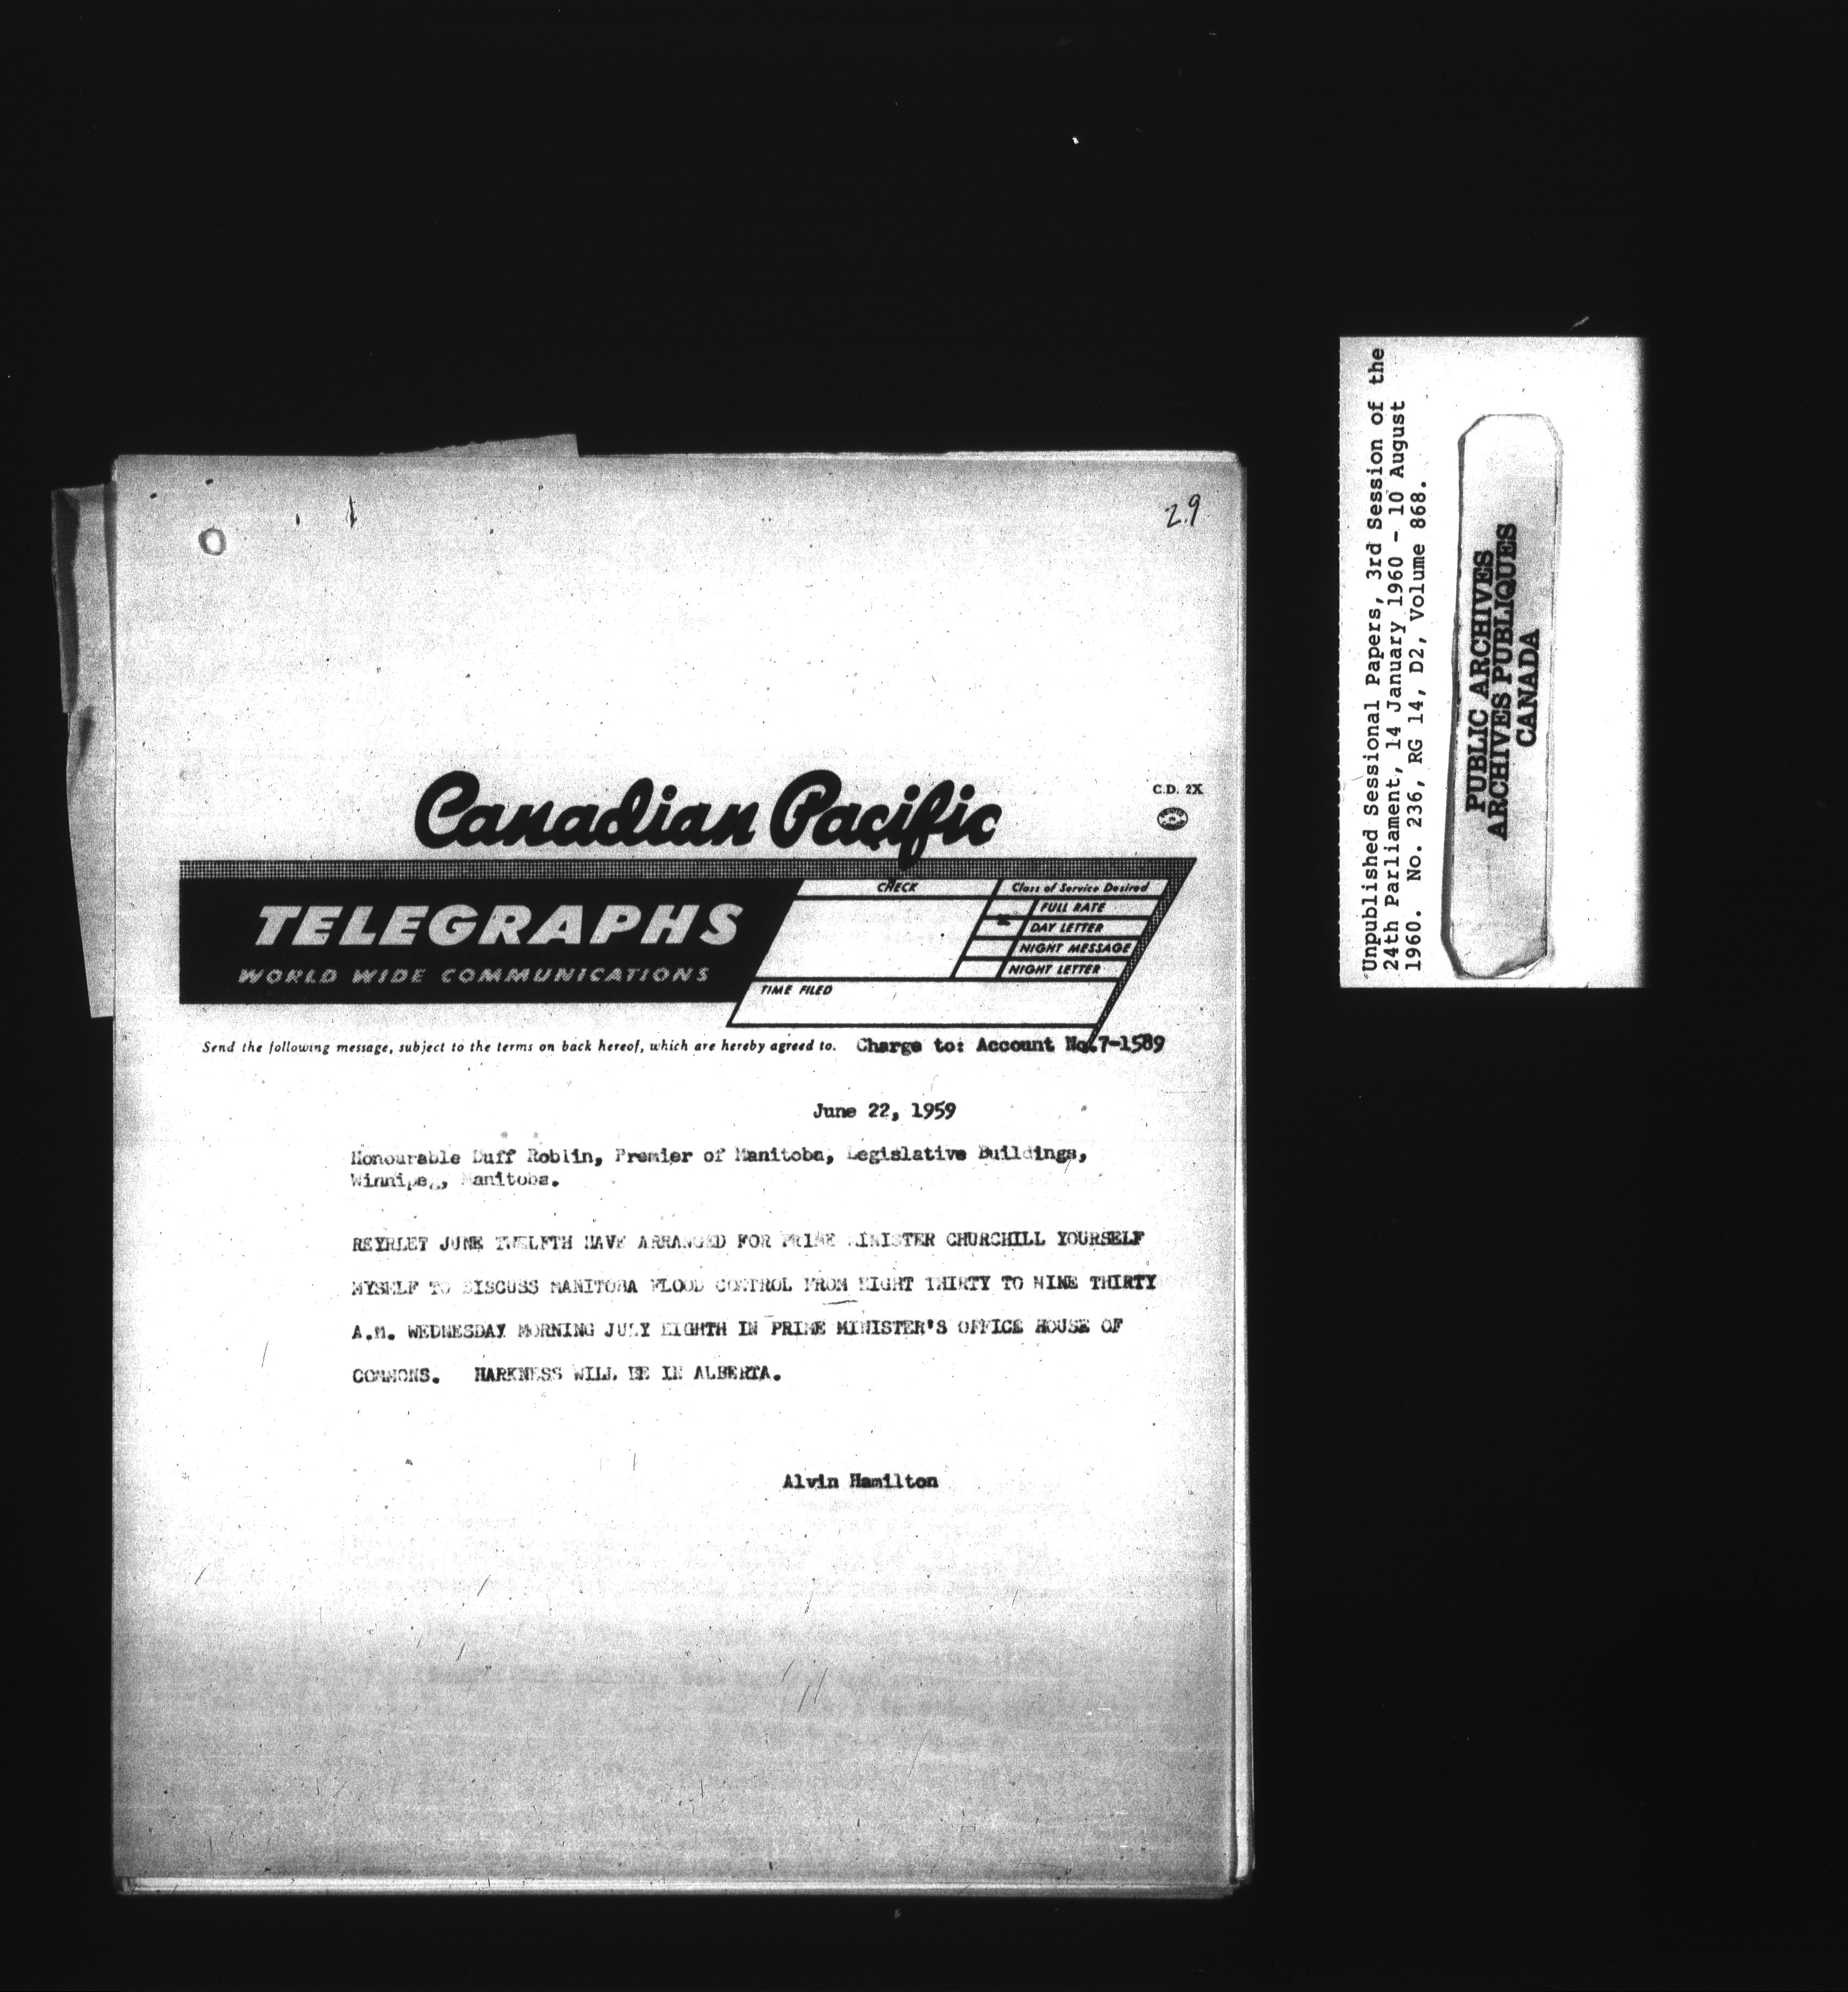 29
Canadian Pacific
C.D. 2X
TELEGRAPHS
WORLD WIDE COMMUNICATIONS
CHECK
Class of Service Desired
FULL RATE
DAY LETTER
NIGHT MESSAGE
NIGHT LETTER
TIME FILED
Send the following message, subject to the terms on back hereof, which are hereby agreed to. Charge to: Account No.7-1589
June 22, 1959
Honourable Duff Roblin, Premier of Manitoba, Legislative Buildings,
Winnipeg, Manitoba.
REYRLET JUNE TWELFTH HAVE ARRANGED FOR PRIME MINISTER CHURCHILL YOURSELF
MYSELF TO DISCUSS MANITOBA FLOOD CONTROL FROM EIGHT THIRTY TO NINE THIRTY
A.M. WEDNESDAY MORNING JULY EIGHTH IN PRIME MINISTER'S OFFICE HOUSE OF
COMMONS. HARKNESS WILL BE IN ALBERTA.
Alvin Hamilton
Unpublished Sessional Papers, 3rd Session of the
24th Parliament, 14 January 1960 - 10 August
1960. No. 236, RG 14, D2, Volume 868.
PUBLIC ARCHIVES
ARCHIVES PUBLIQUES
CANADA